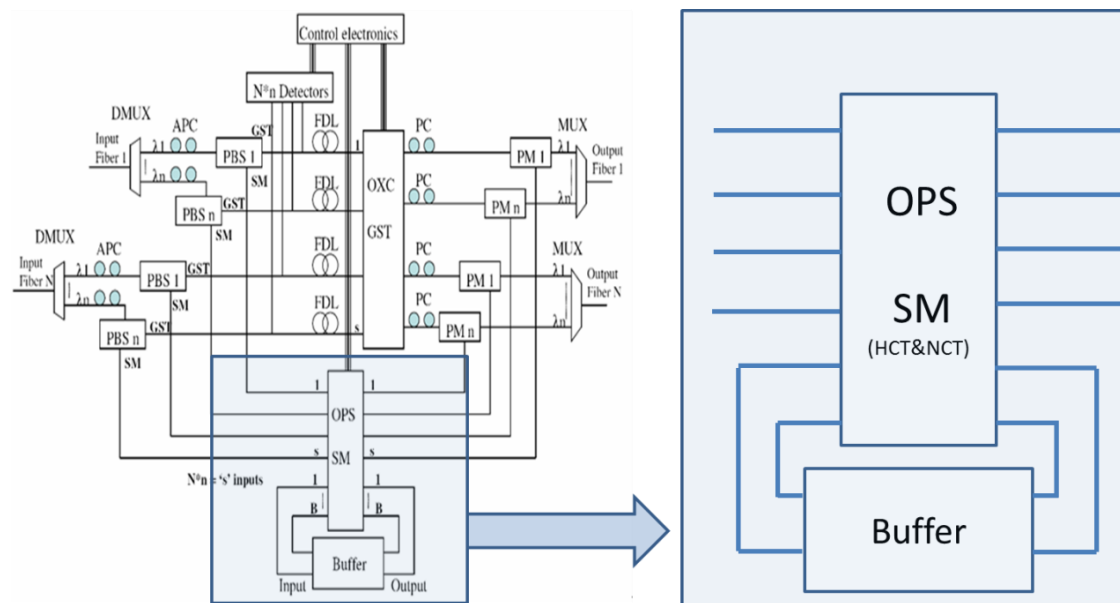 Control electronics
N*n Detectors
DMUX
APC
GST
FDL
PC
MUX
Input
Fiber 1
λ1
PBS 1
1
PM 1
λ1
Output
Fiber 1
λn
SM
FDL
OXC
PC
λn
PBS n
GST
GST
PM n
SM
DMUX
APC
FDL
PC
MUX
Input
Fiber N
λ1
PBS 1
GST
PM 1
λ1
Output
Fiber N
λn
SM
FDL
PC
λn
PBS n
GST
s
PM n
SM
1
1
OPS
s
SM
s
N*n = 's' inputs
1
1
B
B
Buffer
Input
Output
OPS
SM
(HCT&NCT)
Buffer